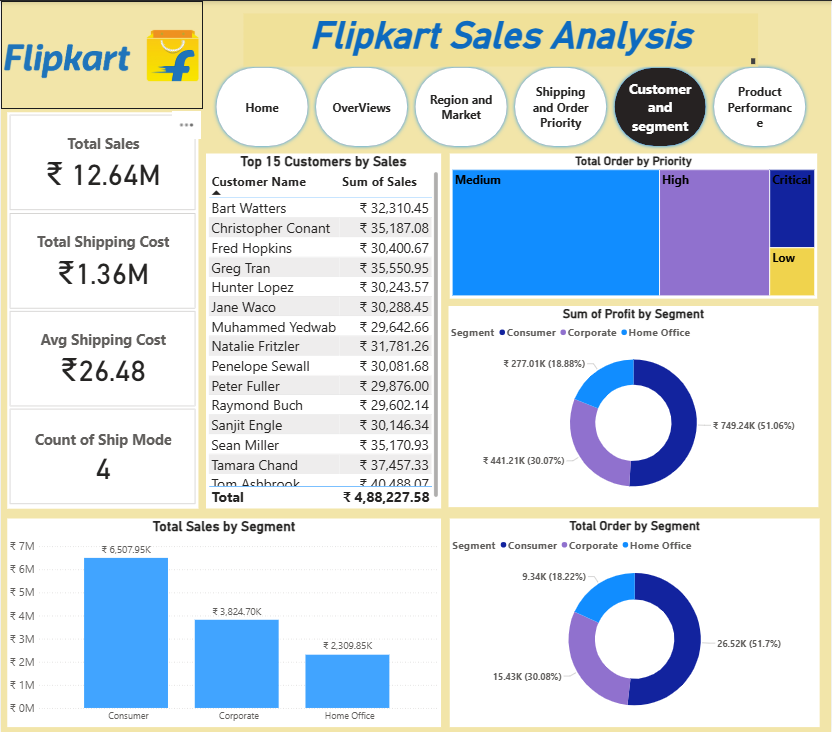 Flipkart
Flipkart Sales Analysis
Home
OverViews
Region and
Market
Shipping
and Order
Priority
Customer
and
segment
Product
Performanc
e
Total Sales
₹ 12.64M
Total Shipping Cost
₹1.36M
Avg Shipping Cost
₹26.48
Count of Ship Mode
4
Top 15 Customers by Sales
Customer Name Sum of Sales
Bart Watters ₹ 32,310.45
Christopher Conant ₹ 35,187.08
Fred Hopkins ₹ 30,400.67
Greg Tran ₹ 35,550.95
Hunter Lopez ₹ 30,243.57
Jane Waco ₹ 30,288.45
Muhammed Yedwab ₹ 29,642.66
Natalie Fritzler ₹ 31,781.26
Penelope Sewall ₹ 30,081.68
Peter Fuller ₹ 29,876.00
Raymond Buch ₹ 29,602.14
Sanjit Engle ₹ 30,146.34
Sean Miller ₹ 35,170.93
Tamara Chand ₹ 37,457.33
Tom Ashbrook ₹ 40,488.07
Total ₹ 4,88,227.58
Total Order by Priority
Medium
High
Critical
Low
Sum of Profit by Segment
Segment Consumer Corporate Home Office
₹ 277.01K (18.88%)
₹ 749.24K (51.06%)
₹ 441.21K (30.07%)
Total Sales by Segment
₹ 7M
₹ 6M
₹ 5M
₹ 4M
₹ 3M
₹ 2M
₹ 1M
₹ 0M
₹ 6,507.95K
₹ 3,824.70K
₹ 2,309.85K
Consumer
Corporate
Home Office
Total Order by Segment
Segment Consumer Corporate Home Office
9.34K (18.22%)
26.52K (51.7%)
15.43K (30.08%)